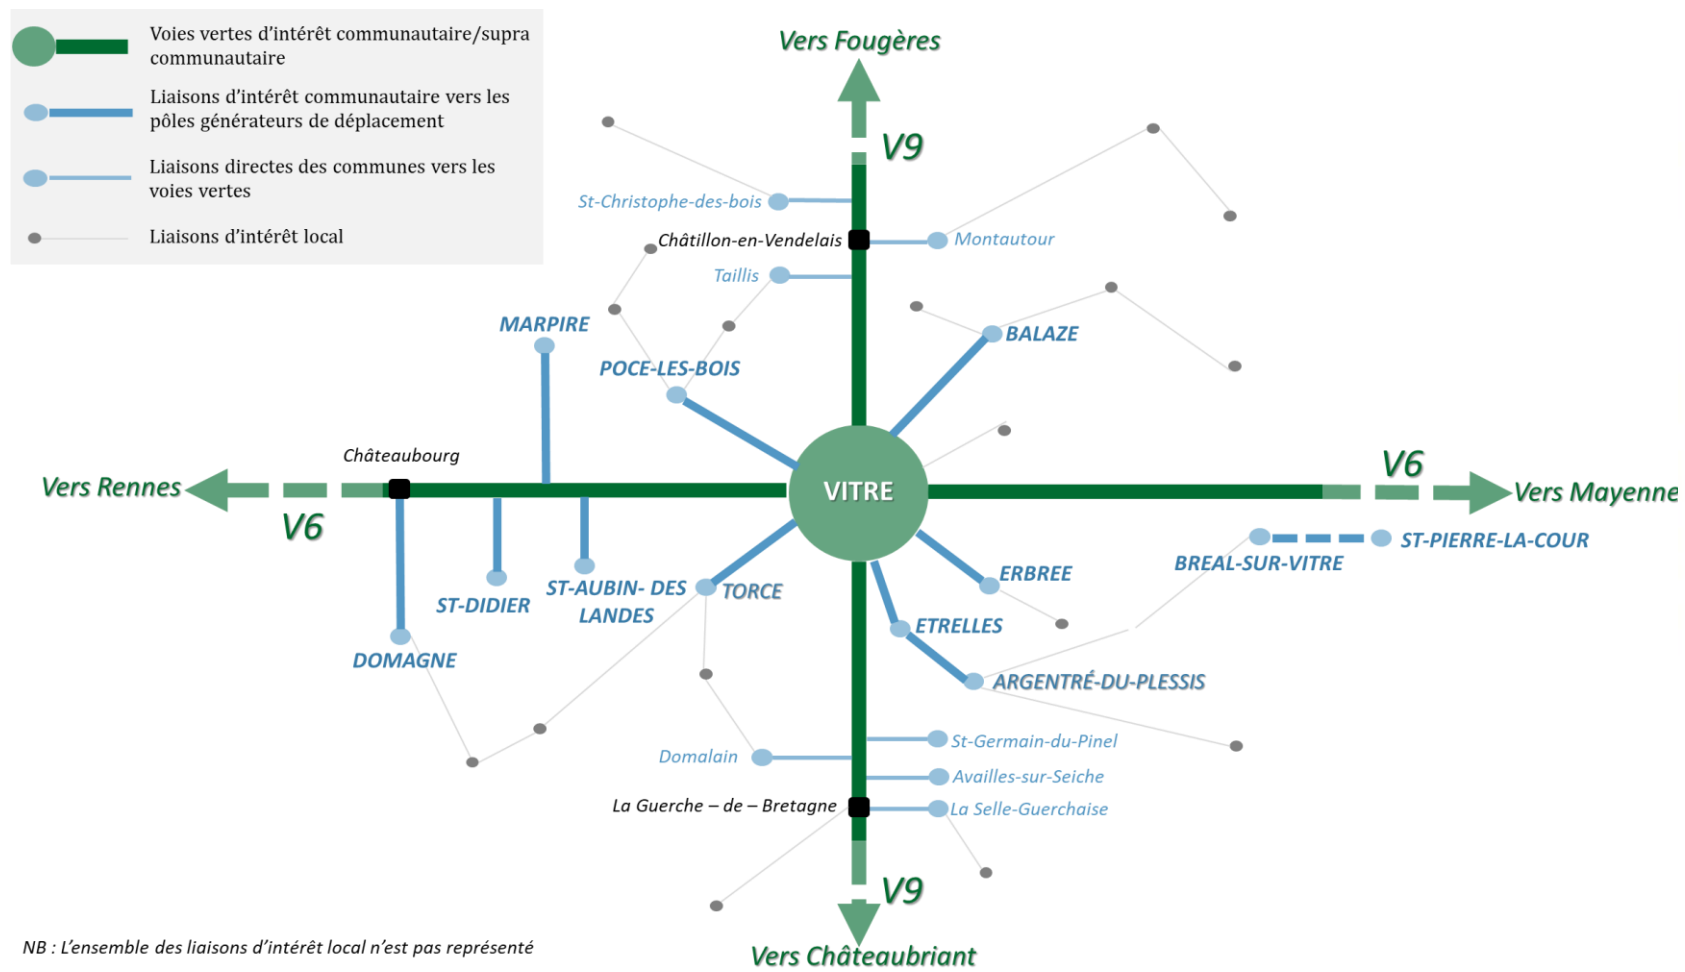 Voies vertes d'intérêt communautaire/supra
communautaire
Liaisons d'intérêt communautaire vers les
pôles générateurs de déplacement
Liaisons directes des communes vers les
voies vertes
Liaisons d'intérêt local
Vers Fougères
V9
St-Christophe-des-bois
Châtillon-en-Vendelais
Montautour
Taillis
MARPIRE
BALAZE
POCE-LES-BOIS
Châteaubourg
V6
Vers Rennes
VITRE
Vers Mayenne
V6
BREAL-SUR-VITRE
ST-PIERRE-LA-COUR
ERBREE
ST-DIDIER
ST-AUBIN- DES
LANDES
TORCE
ETRELLES
DOMAGNE
ARGENTRÉ-DU-PLESSIS
St-Germain-du-Pinel
Domalain
Availles-sur-Seiche
La Guerche – de – Bretagne
La Selle-Guerchaise
V9
Vers Châteaubriant
NB : L'ensemble des liaisons d'intérêt local n'est pas représenté